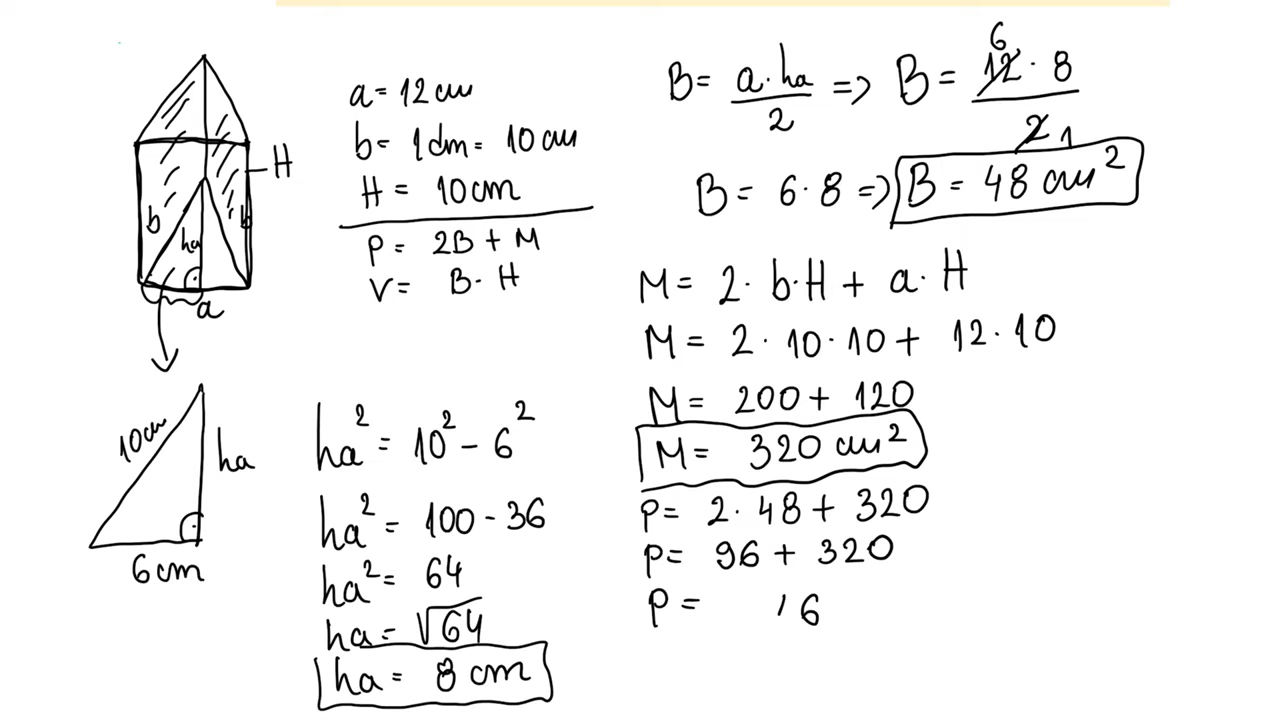 H
b
b
ha
a
10cm
ha
6cm
a = 12 cm
b = 1dm = 10 cm
H = 10cm
P = 2B + M
V = B · H
ha² = 10² - 6²
ha² = 100 - 36
ha² = 64
ha = √64
ha = 8 cm
B = a · ha / 2 => B = 12 · 8 / 2
6
1
B = 6 · 8 => B = 48 cm²
M = 2 · b · H + a · H
M = 2 · 10 · 10 + 12 · 10
M = 200 + 120
M = 320 cm²
P = 2 · 48 + 320
P = 96 + 320
P = 6